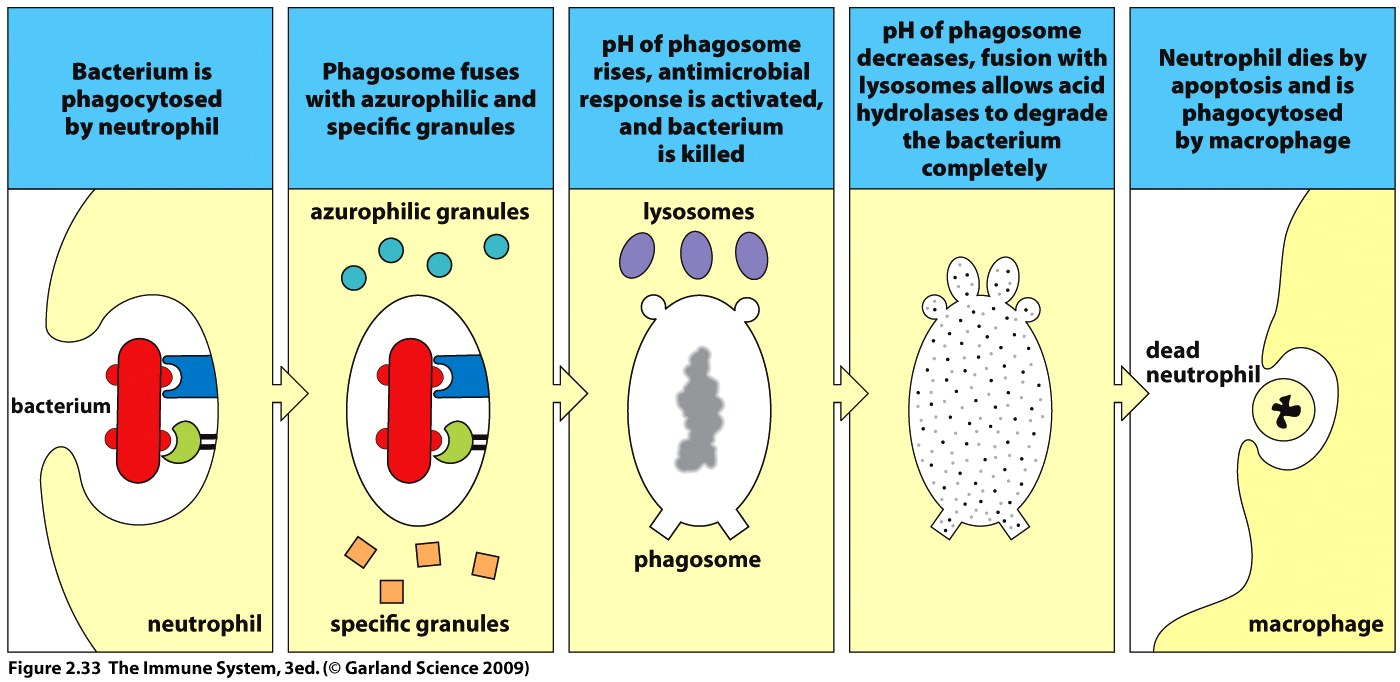 Bacterium is
phagocytosed
by neutrophil
Phagosome fuses
with azurophilic and
specific granules
pH of phagosome
rises, antimicrobial
response is activated,
and bacterium
is killed
pH of phagosome
decreases, fusion with
lysosomes allows acid
hydrolases to degrade
the bacterium
completely
Neutrophil dies by
apoptosis and is
phagocytosed
by macrophage
bacterium
neutrophil
azurophilic granules
specific granules
lysosomes
phagosome
dead
neutrophil
macrophage
Figure 2.33 The Immune System, 3ed. (© Garland Science 2009)